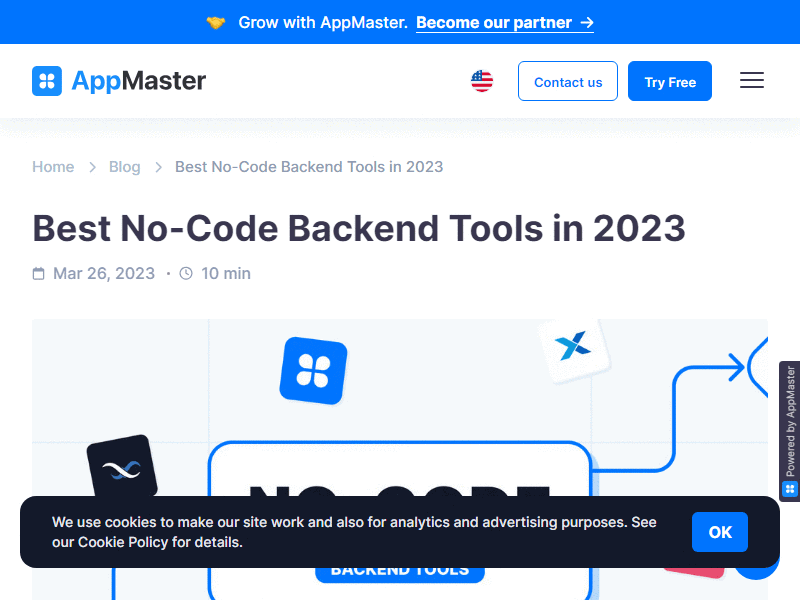 Grow with AppMaster. Become our partner →
AppMaster
Contact us
Try Free
Home > Blog > Best No-Code Backend Tools in 2023
Best No-Code Backend Tools in 2023
Mar 26, 2023 • 10 min
Powered by AppMaster
NO-CODE
We use cookies to make our site work and also for analytics and advertising purposes. See
our Cookie Policy for details.
OK
BACKEND TOOLS